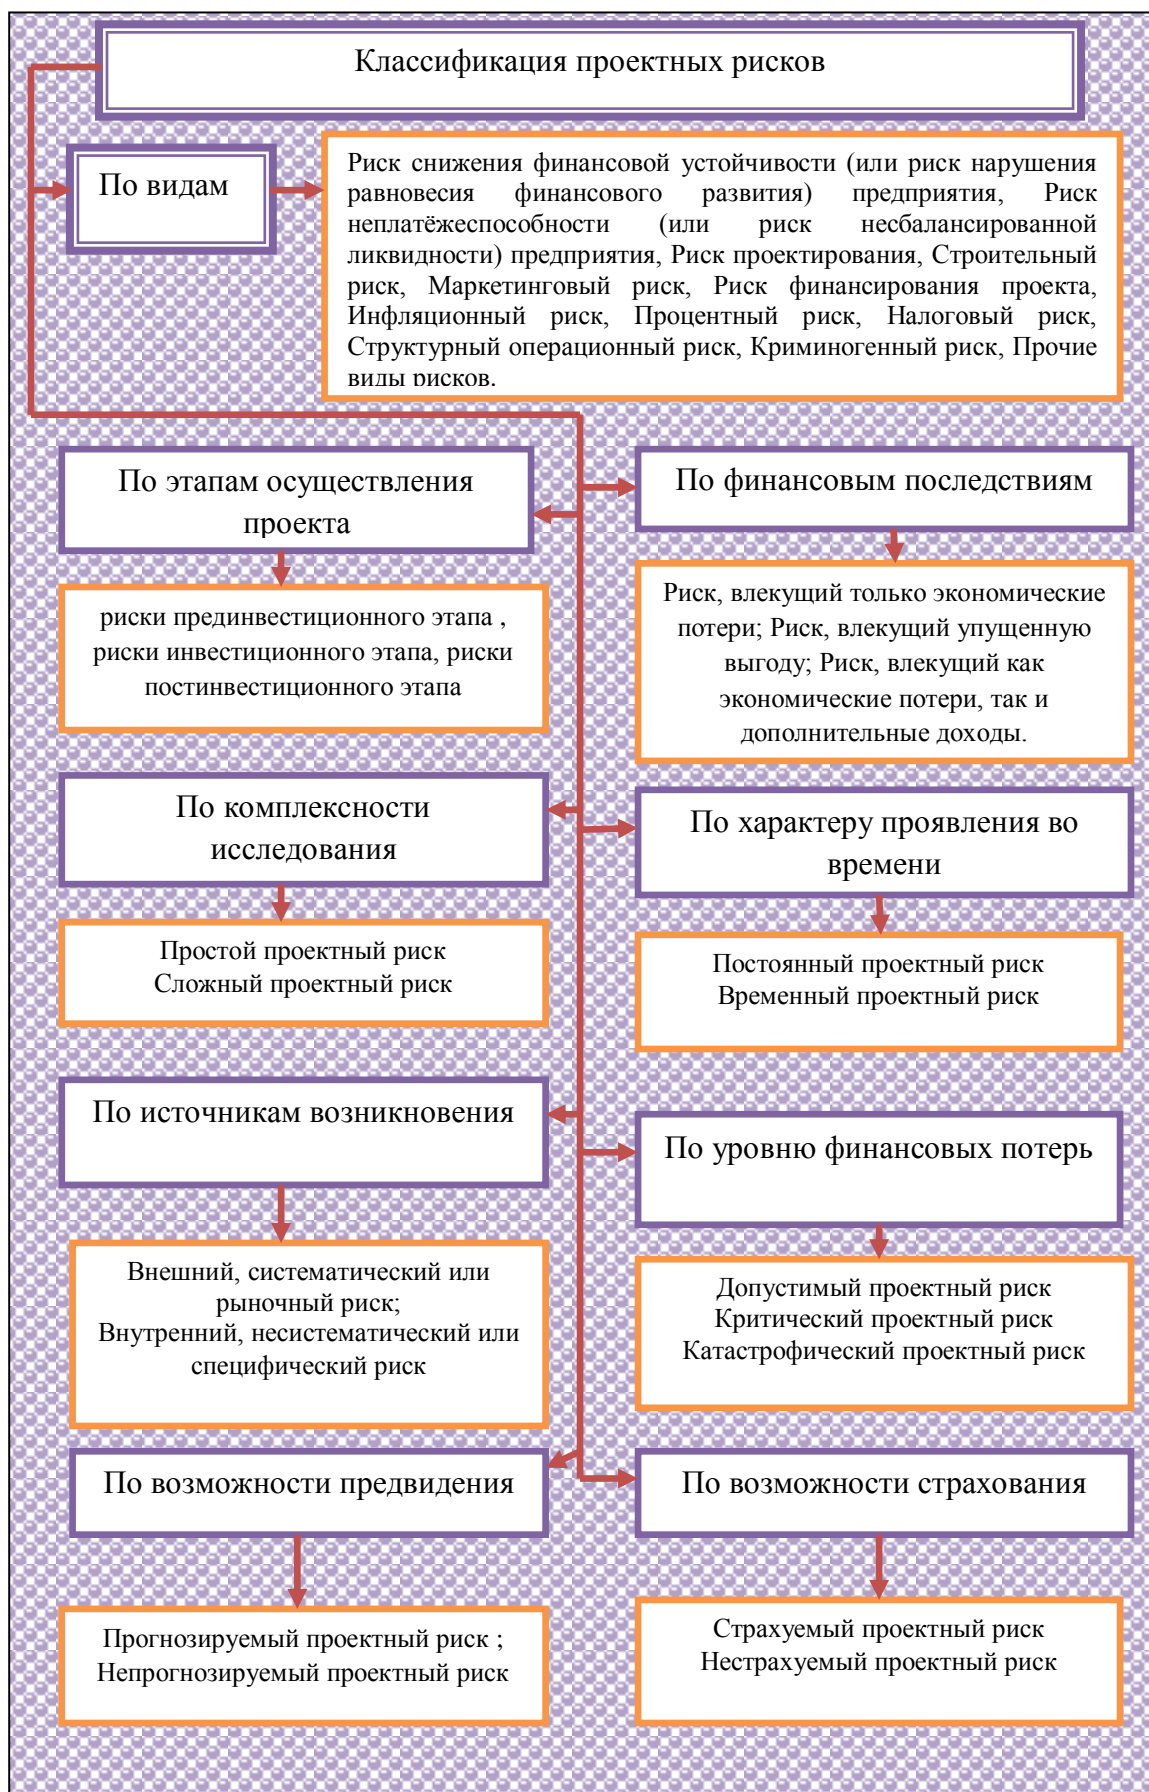 Классификация проектных рисков
По видам
Риск снижения финансовой устойчивости (или риск нарушения
равновесия финансового развития) предприятия, Риск
неплатёжеспособности (или риск несбалансированной
ликвидности) предприятия, Риск проектирования, Строительный
риск, Маркетинговый риск, Риск финансирования проекта,
Инфляционный риск, Процентный риск, Налоговый риск,
Структурный операционный риск, Криминогенный риск, Прочие
виды рисков.
По этапам осуществления
проекта
риски прединвестиционного этапа ,
риски инвестиционного этапа, риски
постинвестиционного этапа
По финансовым последствиям
Риск, влекущий только экономические
потери; Риск, влекущий упущенную
выгоду; Риск, влекущий как
экономические потери, так и
дополнительные доходы.
По комплексности
исследования
Простой проектный риск
Сложный проектный риск
По характеру проявления во
времени
Постоянный проектный риск
Временный проектный риск
По источникам возникновения
Внешний, систематический или
рыночный риск;
Внутренний, несистематический или
специфический риск
По уровню финансовых потерь
Допустимый проектный риск
Критический проектный риск
Катастрофический проектный риск
По возможности предвидения
Прогнозируемый проектный риск ;
Непрогнозируемый проектный риск
По возможности страхования
Страхуемый проектный риск
Нестрахуемый проектный риск